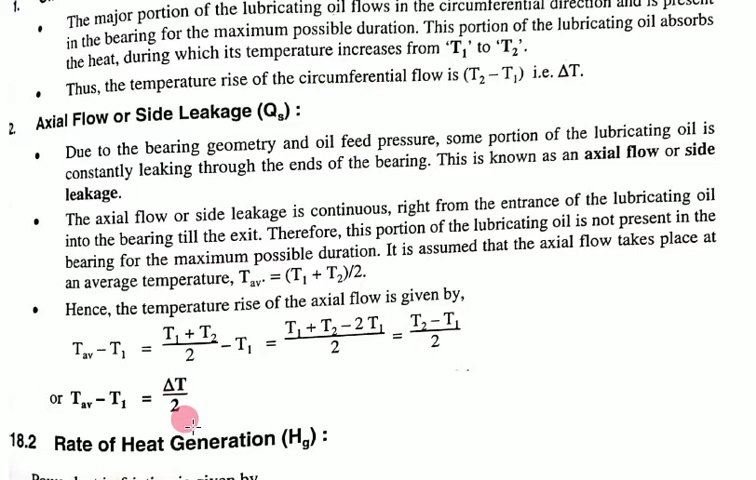 1.
• The major portion of the lubricating oil flows in the circumferential direction and is present
in the bearing for the maximum possible duration. This portion of the lubricating oil absorbs
the heat, during which its temperature increases from ‘T₁’ to ‘T₂’.
• Thus, the temperature rise of the circumferential flow is (T₂ – T₁) i.e. ΔT.
2. Axial Flow or Side Leakage (Qₛ) :
• Due to the bearing geometry and oil feed pressure, some portion of the lubricating oil is
constantly leaking through the ends of the bearing. This is known as an axial flow or side
leakage.
• The axial flow or side leakage is continuous, right from the entrance of the lubricating oil
into the bearing till the exit. Therefore, this portion of the lubricating oil is not present in the
bearing for the maximum possible duration. It is assumed that the axial flow takes place at
an average temperature, T_av. = (T₁ + T₂)/2.
• Hence, the temperature rise of the axial flow is given by,
T_av – T₁ = (T₁ + T₂)/2 – T₁ = (T₁ + T₂ – 2 T₁)/2 = (T₂ – T₁)/2
or T_av – T₁ = ΔT/2
18.2 Rate of Heat Generation (H_g) :